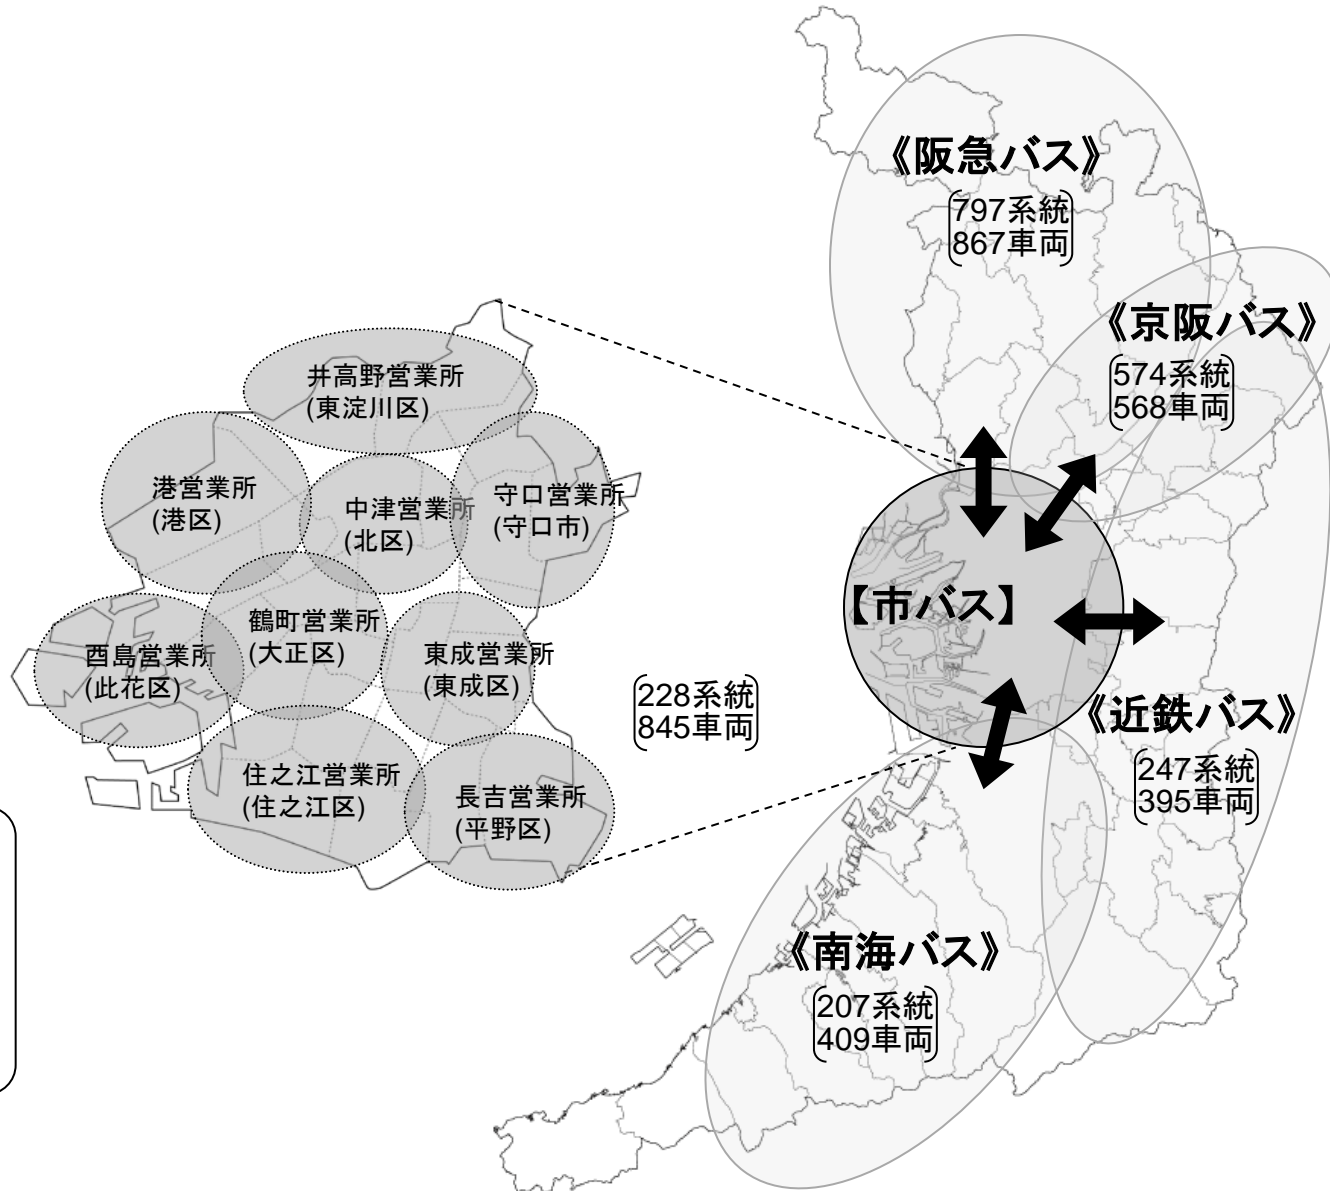 《阪急バス》
797系統
867車両
《京阪バス》
574系統
568車両
井高野営業所
(東淀川区)
港営業所
(港区)
中津営業所
(北区)
守口営業所
(守口市)
【市バス】
鶴町営業所
(大正区)
酉島営業所
(此花区)
東成営業所
(東成区)
228系統
845車両
《近鉄バス》
247系統
395車両
住之江営業所
(住之江区)
長吉営業所
(平野区)
《南海バス》
207系統
409車両